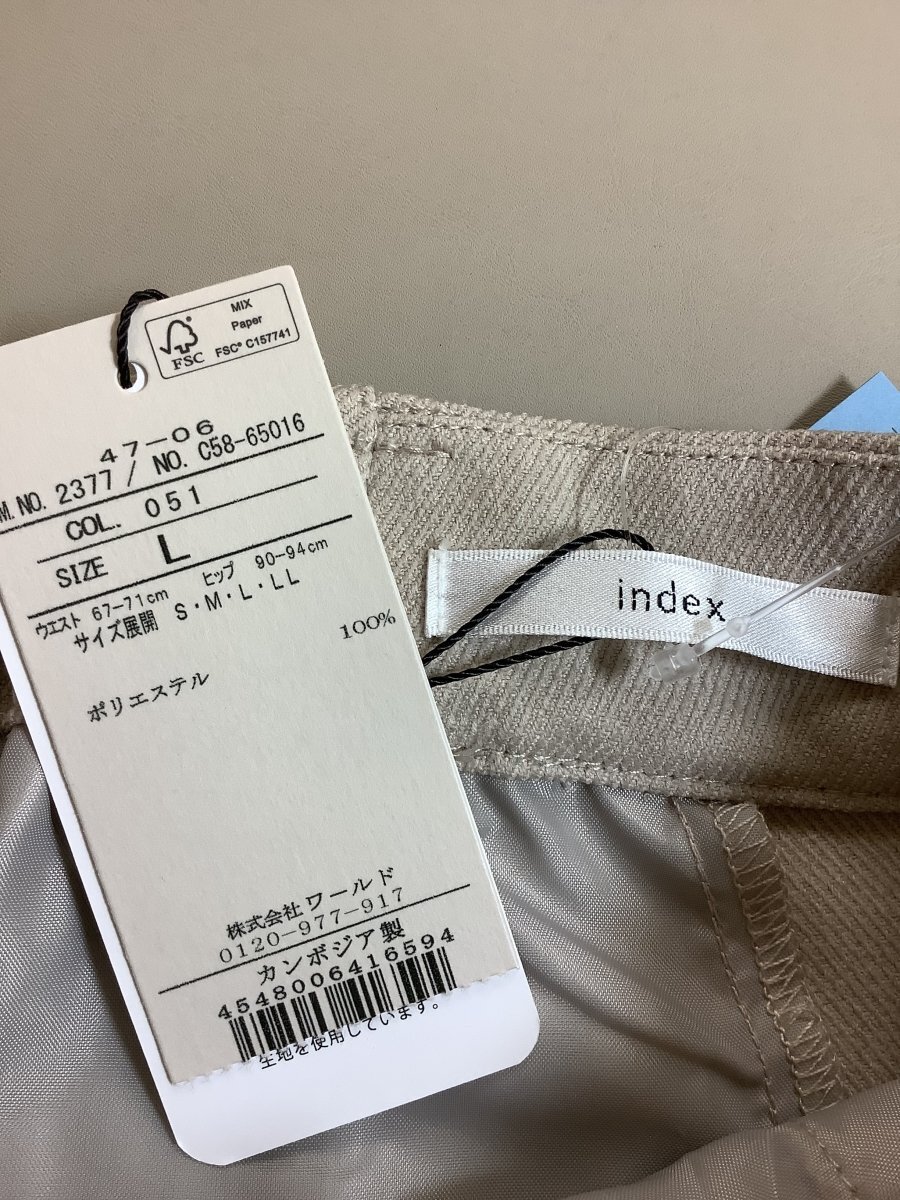 MIX
Paper
FSC
FSC® C157741
47-06
M.NO. 2377 / NO. C58-65016
COL. 051
SIZE L
ウエスト 67-71cm ヒップ 90-94cm
サイズ展開 S・M・L・LL
100%
ポリエステル
株式会社ワールド
0120-977-917
カンボジア製
4548006416594
生地を使用しています。
index